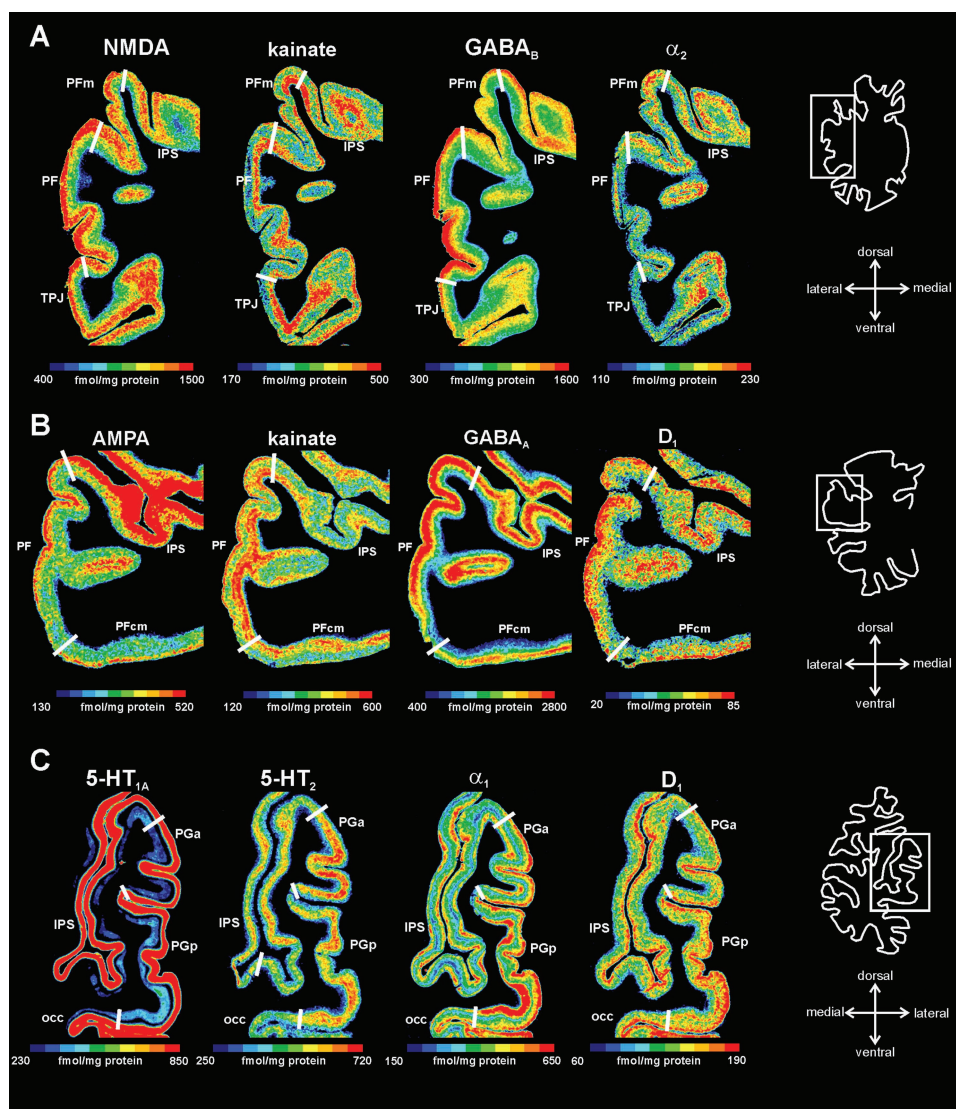 A
NMDA
kainate
GABA_B
α₂
PFm
PFm
PFm
PFm
IPS
IPS
IPS
IPS
PF
PF
PF
PF
TPJ
TPJ
TPJ
TPJ
dorsal
lateral medial
ventral
400 fmol/mg protein 1500
170 fmol/mg protein 500
300 fmol/mg protein 1600
110 fmol/mg protein 230
B
AMPA
kainate
GABA_A
D₁
PF
PF
PF
PF
IPS
IPS
IPS
IPS
PFcm
PFcm
PFcm
PFcm
dorsal
lateral medial
ventral
130 fmol/mg protein 520
120 fmol/mg protein 600
400 fmol/mg protein 2800
20 fmol/mg protein 85
C
5-HT₁A
5-HT₂
α₁
D₁
PGa
PGa
PGa
PGa
IPS
IPS
IPS
IPS
PGp
PGp
PGp
PGp
occ
occ
occ
occ
dorsal
medial lateral
ventral
230 fmol/mg protein 850
250 fmol/mg protein 720
150 fmol/mg protein 650
60 fmol/mg protein 190